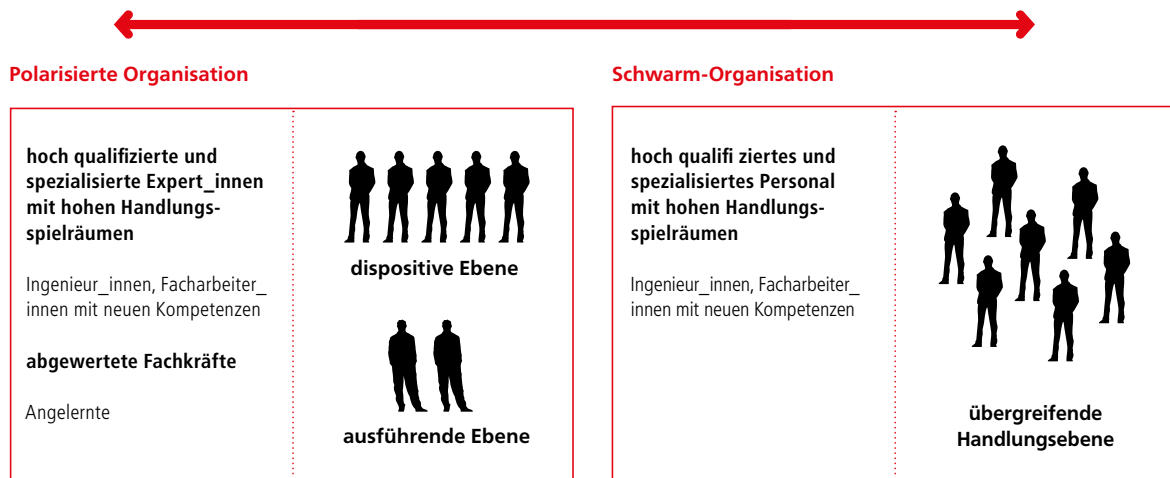 Polarisierte Organisation
hoch qualifizierte und
spezialisierte Expert_innen
mit hohen Handlungs-
spielräumen
Ingenieur_innen, Facharbeiter_
innen mit neuen Kompetenzen
abgewertete Fachkräfte
Angelernte
dispositive Ebene
ausführende Ebene
Schwarm-Organisation
hoch qualifi ziertes und
spezialisiertes Personal
mit hohen Handlungs-
spielräumen
Ingenieur_innen, Facharbeiter_
innen mit neuen Kompetenzen
übergreifende
Handlungsebene